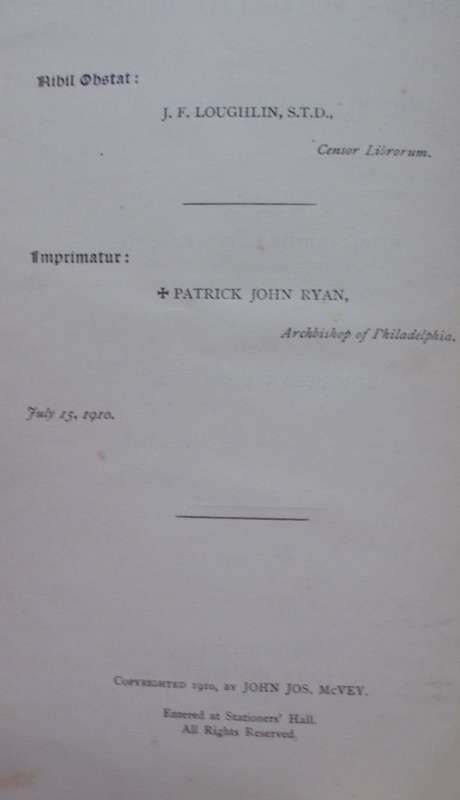 Nihil Obstat:
J. F. LOUGHLIN, S.T.D.,
Censor Librorum.
Imprimatur:
✠ PATRICK JOHN RYAN,
Archbishop of Philadelphia.
July 15, 1910.
COPYRIGHTED 1910, BY JOHN JOS. McVEY.
Entered at Stationers' Hall.
All Rights Reserved.